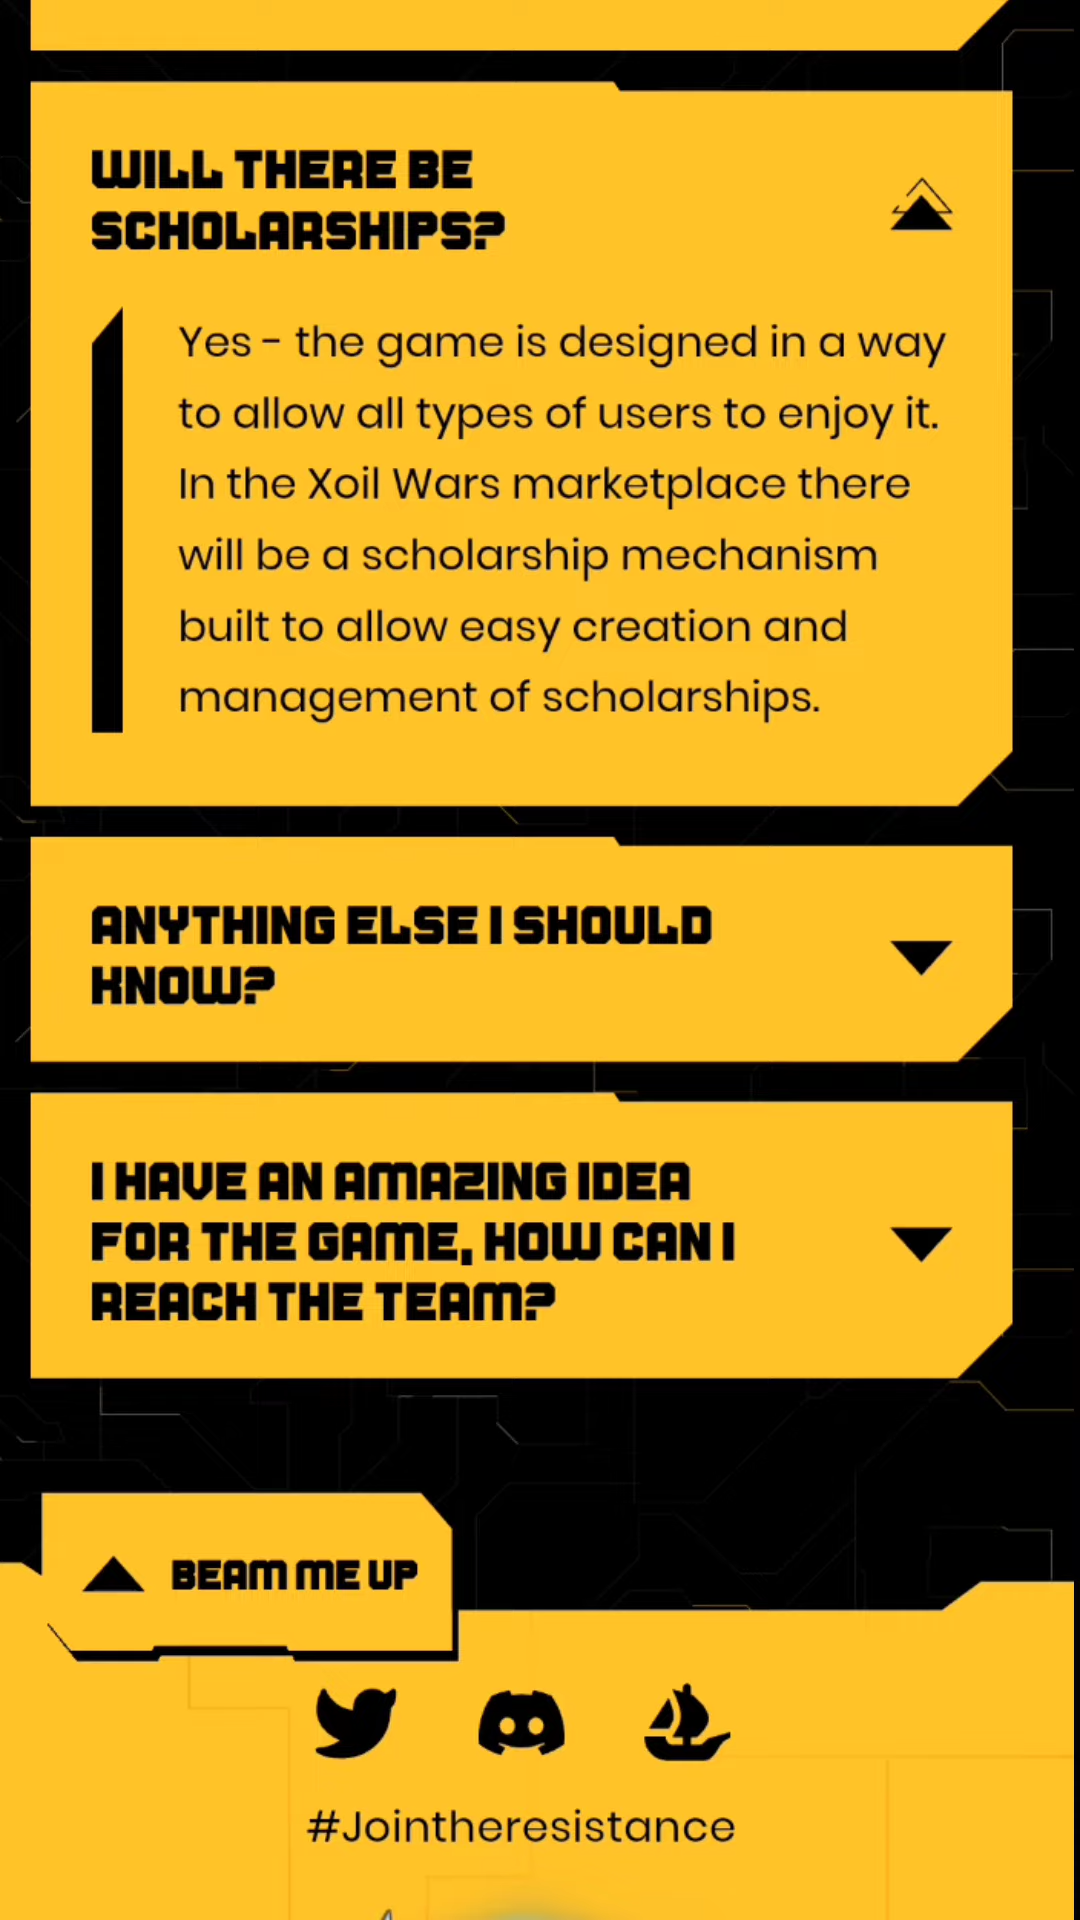 WILL THERE BE
SCHOLARSHIPS?
Yes - the game is designed in a way
to allow all types of users to enjoy it.
In the Xoil Wars marketplace there
will be a scholarship mechanism
built to allow easy creation and
management of scholarships.
ANYTHING ELSE I SHOULD
KNOW?
I HAVE AN AMAZING IDEA
FOR THE GAME, HOW CAN I
REACH THE TEAM?
BEAM ME UP
#Jointheresistance